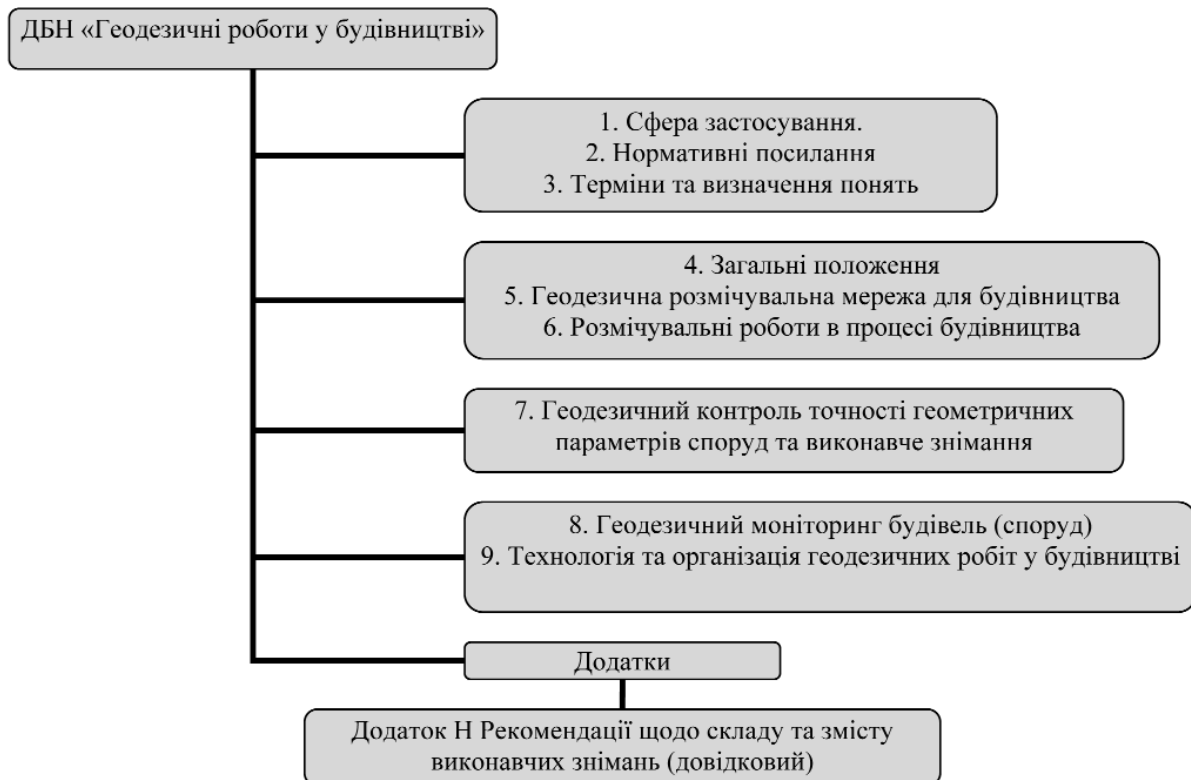 ДБН «Геодезичні роботи у будівництві»
1. Сфера застосування.
2. Нормативні посилання
3. Терміни та визначення понять
4. Загальні положення
5. Геодезична розмічувальна мережа для будівництва
6. Розмічувальні роботи в процесі будівництва
7. Геодезичний контроль точності геометричних
параметрів споруд та виконавче знімання
8. Геодезичний моніторинг будівель (споруд)
9. Технологія та організація геодезичних робіт у будівництві
Додатки
Додаток Н Рекомендації щодо складу та змісту
виконавчих знімань (довідковий)